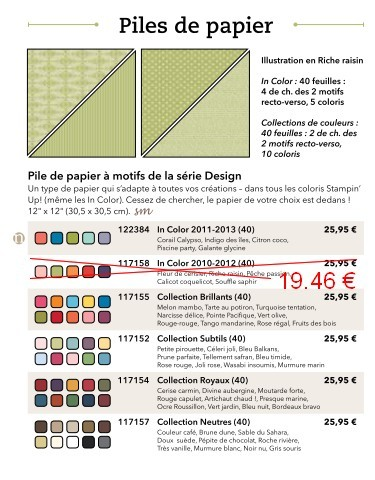 Piles de papier
Illustration en Riche raisin
In Color : 40 feuilles :
4 de ch. des 2 motifs
recto-verso, 5 coloris
Collections de couleurs :
40 feuilles : 2 de ch. des
2 motifs recto-verso,
10 coloris
Pile de papier à motifs de la série Design
Un type de papier qui s'adapte à toutes vos créations – dans tous les coloris Stampin'
Up! (même les In Color). Cessez de chercher, le papier de votre choix est dedans !
12" x 12" (30,5 x 30,5 cm). sm
122384 In Color 2011-2013 (40) 25,95 €
Corail Calypso, Indigo des îles, Citron coco,
Piscine party, Galante glycine
117158 In Color 2010-2012 (40) 25,95 €
Fleur de cerisier, Riche raisin, Pêche passion,
Calicot coquelicot, Souffle saphir
19.46 €
117155 Collection Brillants (40) 25,95 €
Melon mambo, Tarte au potiron, Turquoise tentation,
Narcisse délice, Pointe Pacifique, Vert olive,
Rouge-rouge, Tango mandarine, Rose régal, Fruits des bois
117152 Collection Subtils (40) 25,95 €
Petite pirouette, Céleri joli, Bleu Balkans,
Prune parfaite, Tellement safran, Bleu timide,
Rose rouge, Joli rose, Wasabi insoumis, Murmure marin
117154 Collection Royaux (40) 25,95 €
Cerise carmin, Divine aubergine, Moutarde forte,
Rouge capulet, Artichaut chaud !, Presque marine,
Ocre Roussillon, Vert jardin, Bleu nuit, Bordeaux bravo
117157 Collection Neutres (40) 25,95 €
Couleur café, Brune dune, Sable du Sahara,
Doux suède, Pépite de chocolat, Roche rivière,
Très vanille, Murmure blanc, Noir nu, Gris souris